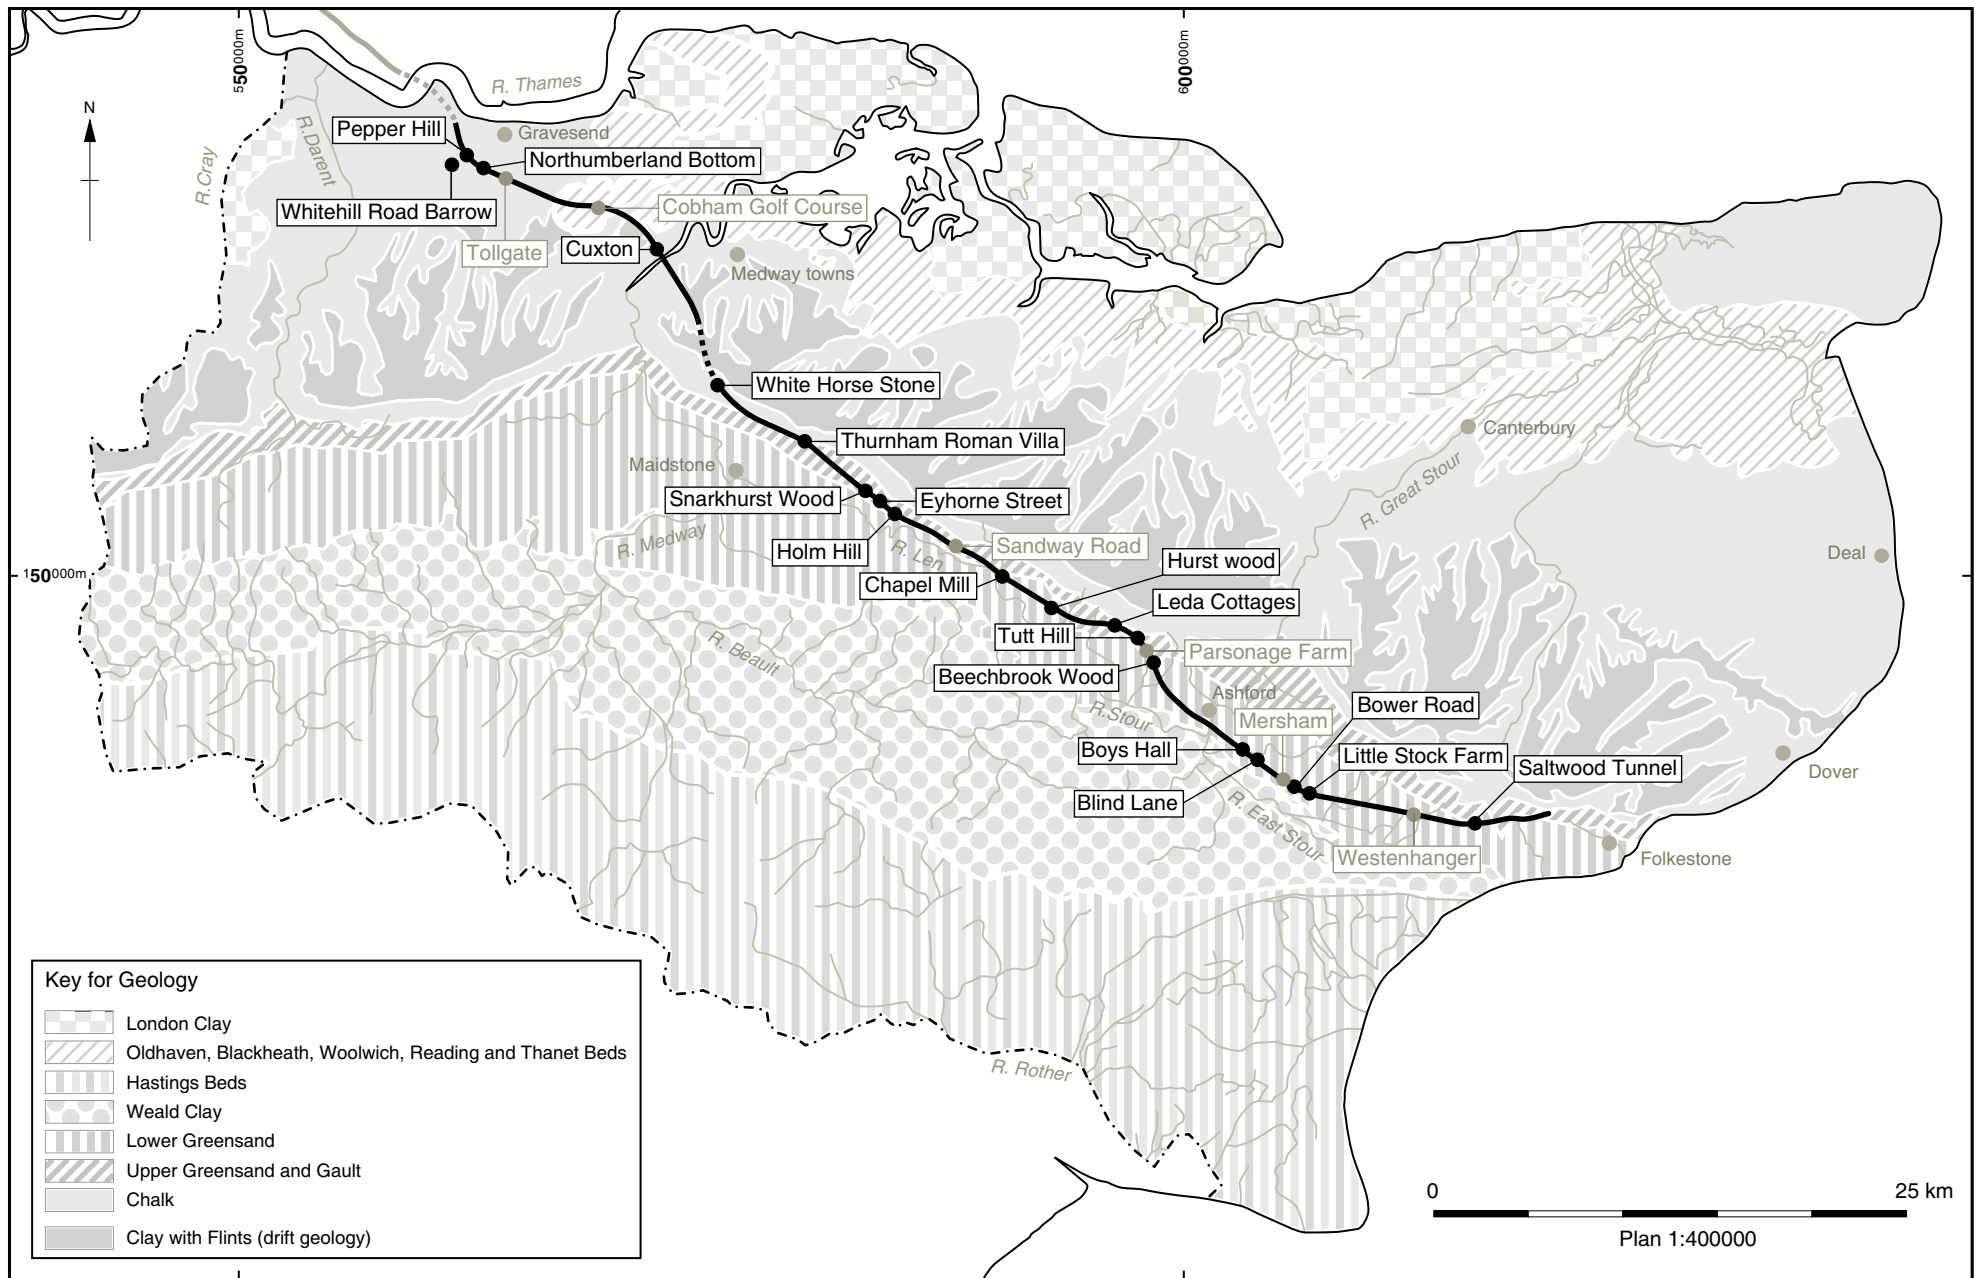 550000m
600000m
R. Thames
N
Pepper Hill
Gravesend
R.Darent
R.Cray
Northumberland Bottom
Whitehill Road Barrow
Cobham Golf Course
Tollgate
Cuxton
Medway towns
White Horse Stone
Thurnham Roman Villa
Canterbury
Maidstone
R. Great Stour
Snarkhurst Wood
Eyhorne Street
R. Medway
Holm Hill
R. Len
Sandway Road
Deal
Hurst wood
150000m
Chapel Mill
Leda Cottages
Tutt Hill
R. Beault
Parsonage Farm
Beechbrook Wood
Ashford
Bower Road
R.Stour
Mersham
Boys Hall
Little Stock Farm
Saltwood Tunnel
Dover
Blind Lane
R. East Stour
Westenhanger
Folkestone
Key for Geology
London Clay
Oldhaven, Blackheath, Woolwich, Reading and Thanet Beds
Hastings Beds
Weald Clay
Lower Greensand
Upper Greensand and Gault
Chalk
Clay with Flints (drift geology)
R. Rother
0 25 km
Plan 1:400000